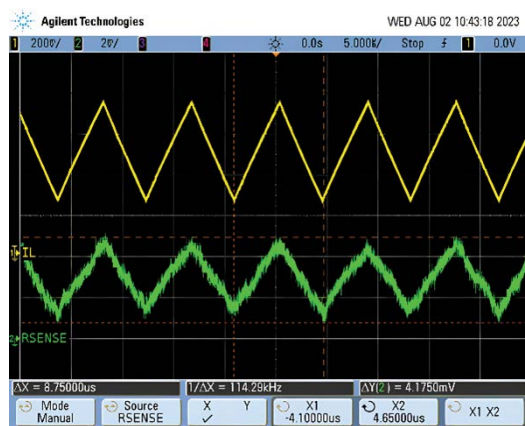 Agilent Technologies WED AUG 02 10:43:18 2023
1 200▽/ 2 2▽/ 3 4 0.0s 5.000▽/ Stop 1 0.0V
IL
RSENSE
ΔX = 8.75000us 1/ΔX = 114.29kHz ΔY(2) = 4.1750mV
Mode Source X Y X1 X2 X1 X2
Manual RSENSE ✓ -4.10000us 4.65000us